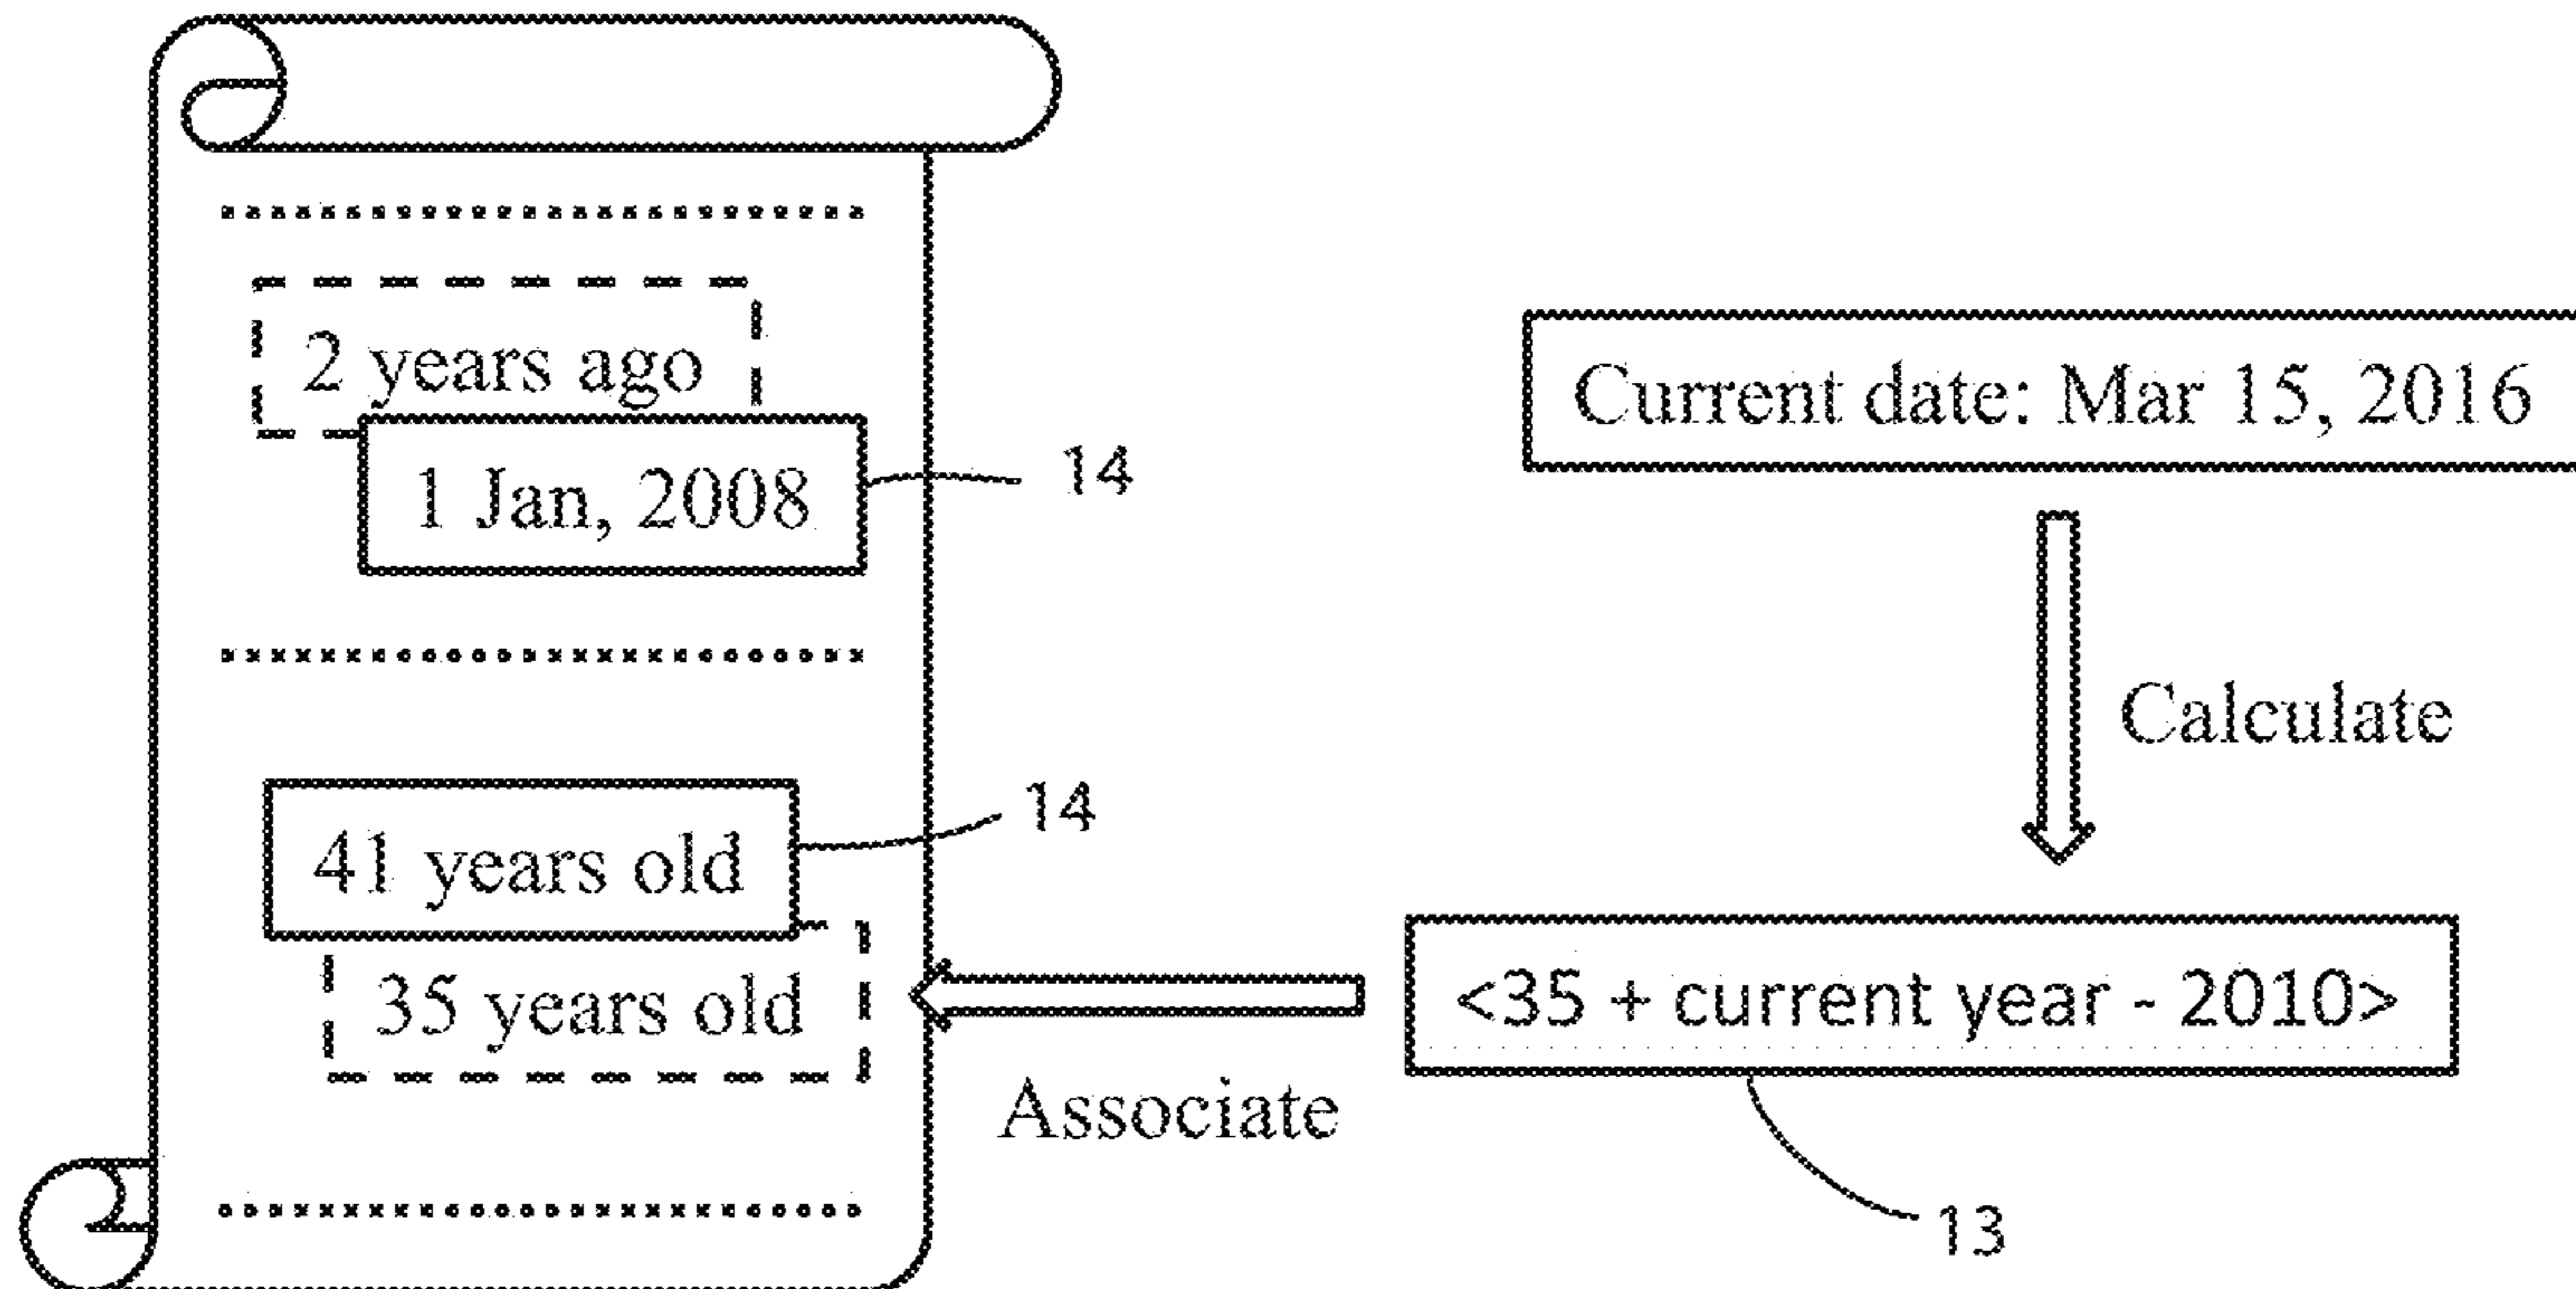 2 years ago
1 Jan, 2008
14
41 years old
14
35 years old
Associate
Current date: Mar 15, 2016
Calculate
<35 + current year - 2010>
13